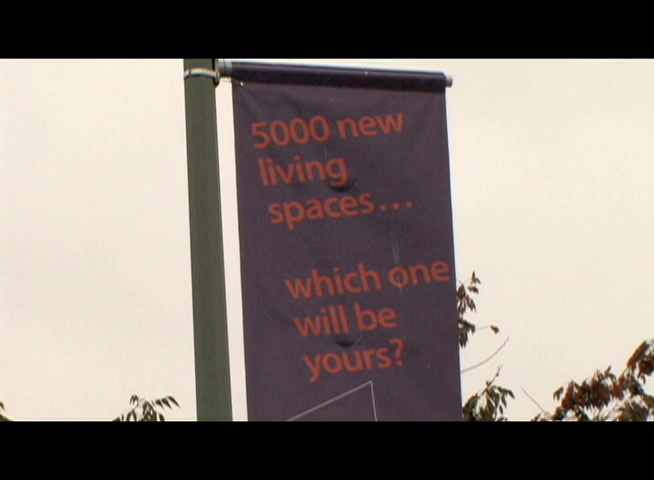 5000 new
living
spaces...
which one
will be
yours?